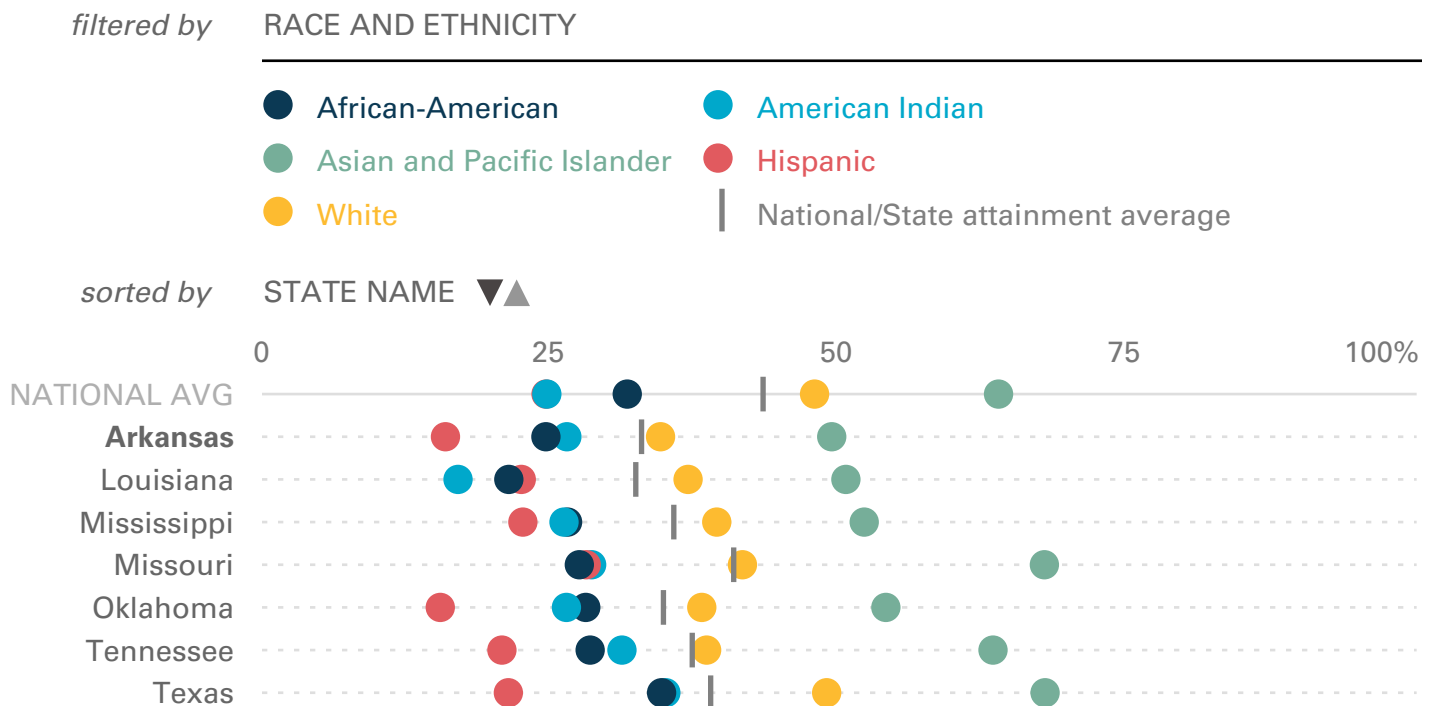 filtered by RACE AND ETHNICITY
African-American American Indian
Asian and Pacific Islander Hispanic
White National/State attainment average
sorted by STATE NAME ▼▲
0 25 50 75 100%
NATIONAL AVG
Arkansas
Louisiana
Mississippi
Missouri
Oklahoma
Tennessee
Texas